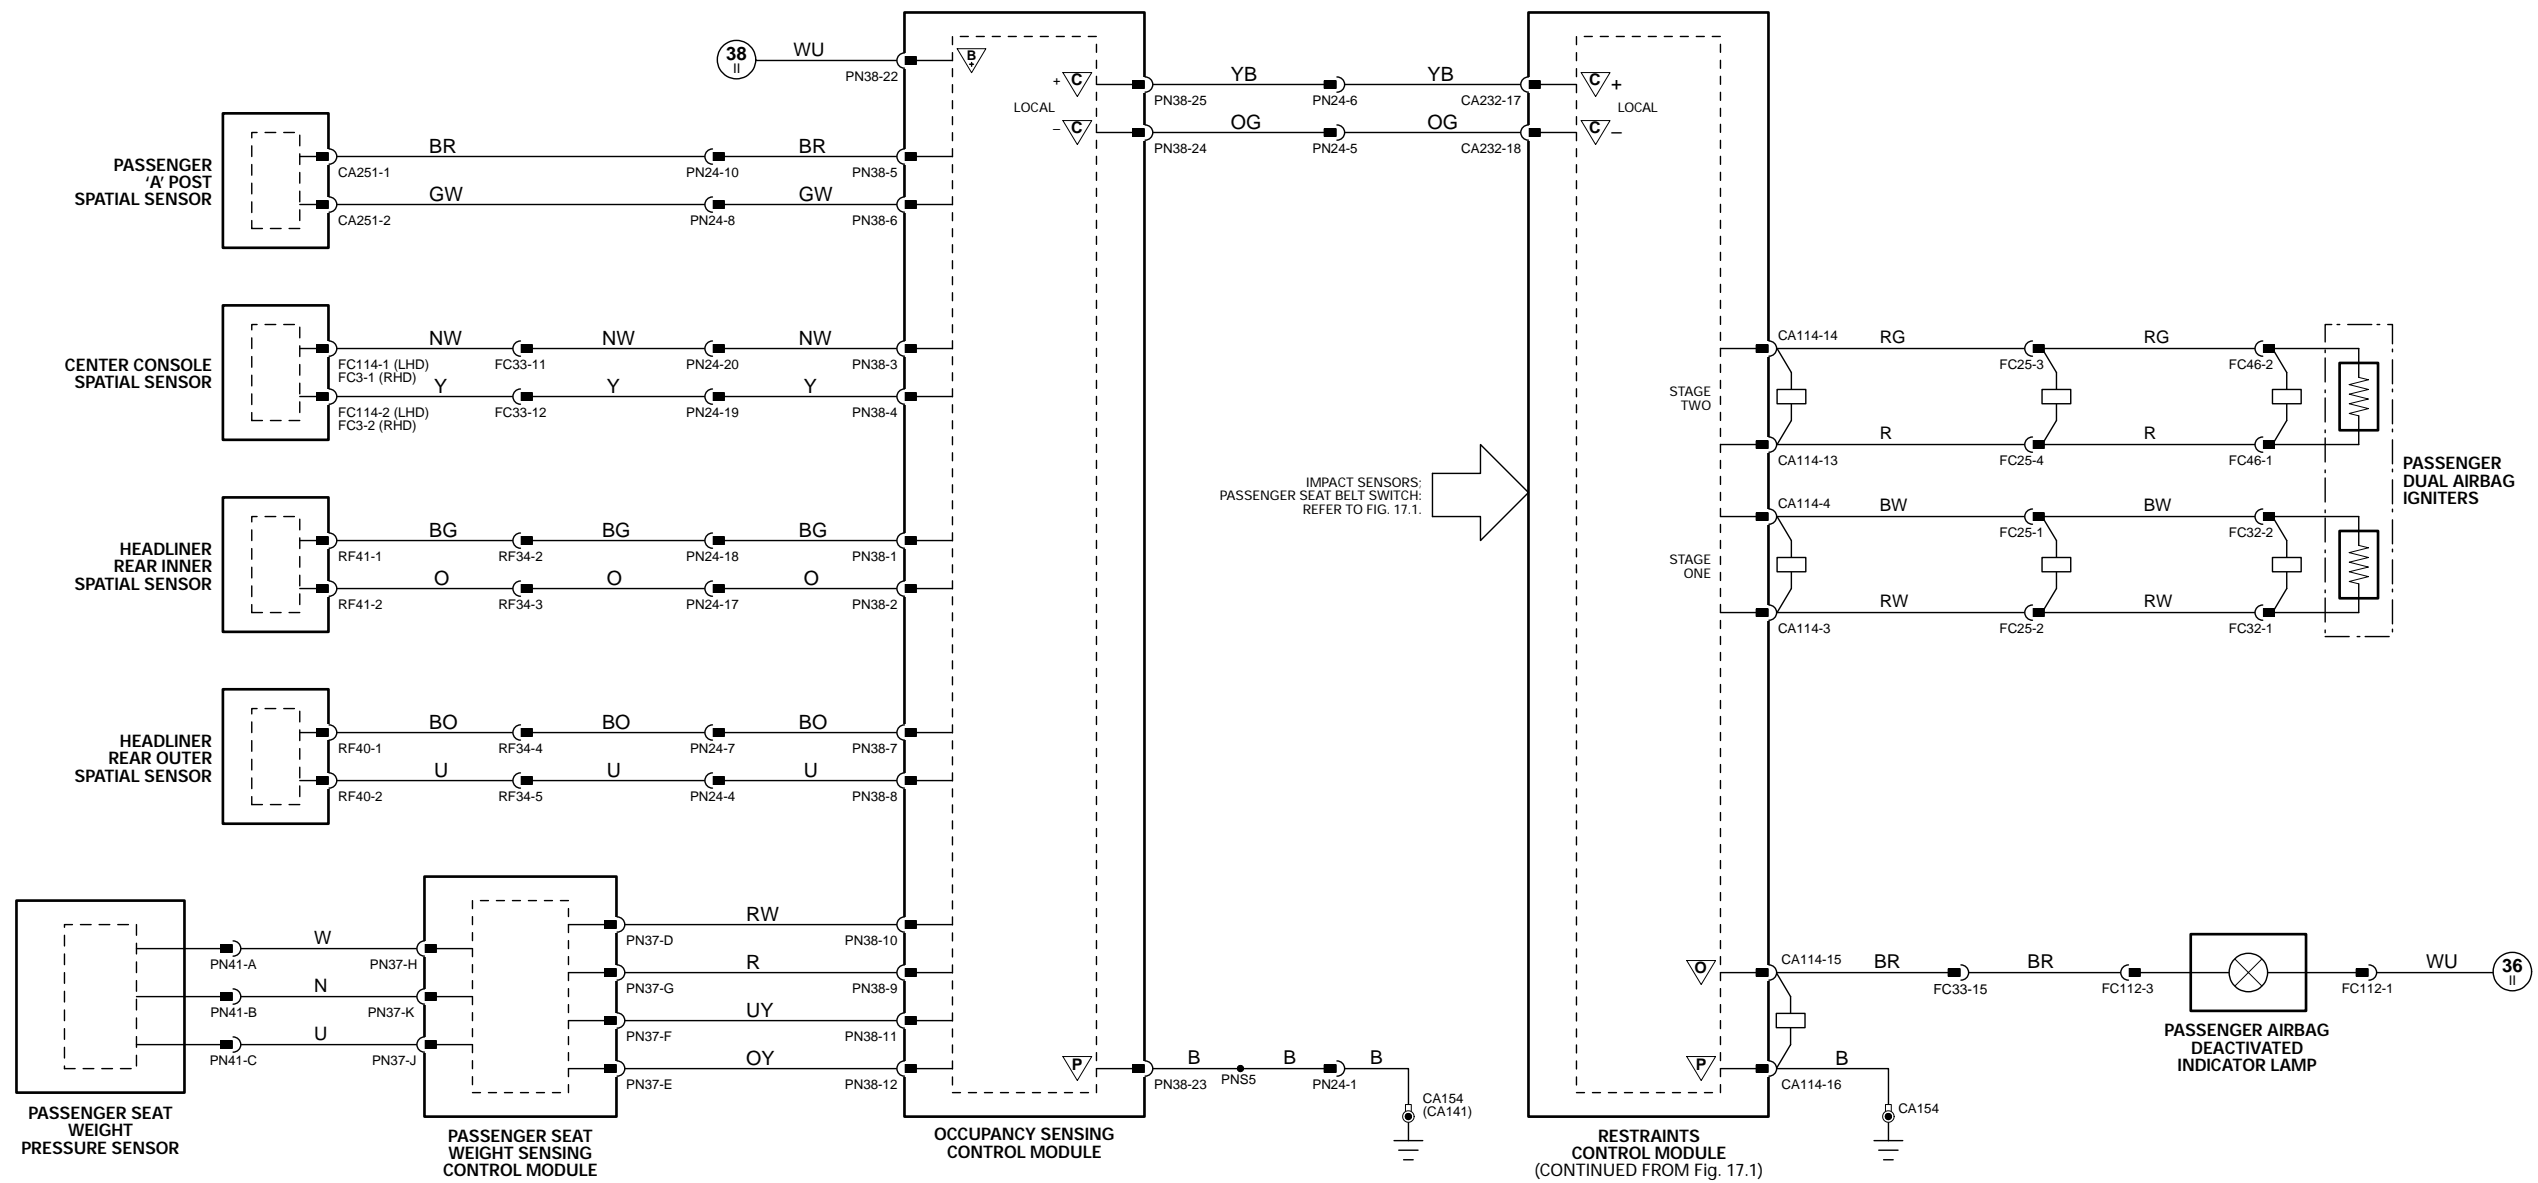 38
II
WU
PN38-22
B
+
+
C
LOCAL
–
C
PN38-25
YB
PN24-6
YB
CA232-17
PN38-24
OG
PN24-5
OG
CA232-18
C
+
LOCAL
C
–
PASSENGER
‘A’ POST
SPATIAL SENSOR
BR
CA251-1
PN24-10
BR
PN38-5
GW
CA251-2
PN24-8
GW
PN38-6
CENTER CONSOLE
SPATIAL SENSOR
NW
FC114-1 (LHD)
FC3-1 (RHD)
FC33-11
NW
PN24-20
NW
PN38-3
Y
FC114-2 (LHD)
FC3-2 (RHD)
FC33-12
Y
PN24-19
Y
PN38-4
HEADLINER
REAR INNER
SPATIAL SENSOR
BG
RF41-1
RF34-2
BG
PN24-18
BG
PN38-1
O
RF41-2
RF34-3
O
PN24-17
O
PN38-2
HEADLINER
REAR OUTER
SPATIAL SENSOR
BO
RF40-1
RF34-4
BO
PN24-7
BO
PN38-7
U
RF40-2
RF34-5
U
PN24-4
U
PN38-8
W
PN41-A
PN37-H
N
PN41-B
PN37-K
U
PN41-C
PN37-J
PASSENGER SEAT
WEIGHT
PRESSURE SENSOR
RW
PN37-D
PN38-10
R
PN37-G
PN38-9
UY
PN37-F
PN38-11
OY
PN37-E
PN38-12
PASSENGER SEAT
WEIGHT SENSING
CONTROL MODULE
P
B
PN38-23
PNS5
B
PN24-1
B
CA154
(CA141)
OCCUPANCY SENSING
CONTROL MODULE
IMPACT SENSORS;
PASSENGER SEAT BELT SWITCH:
REFER TO FIG. 17.1.
STAGE
TWO
CA114-14
RG
FC25-3
RG
FC46-2
CA114-13
R
FC25-4
R
FC46-1
STAGE
ONE
CA114-4
BW
FC25-1
BW
FC32-2
CA114-3
RW
FC25-2
RW
FC32-1
PASSENGER
DUAL AIRBAG
IGNITERS
O
CA114-15
BR
FC33-15
BR
FC112-3
FC112-1
WU
36
II
PASSENGER AIRBAG
DEACTIVATED
INDICATOR LAMP
P
CA114-16
B
CA154
RESTRAINTS
CONTROL MODULE
(CONTINUED FROM Fig. 17.1)